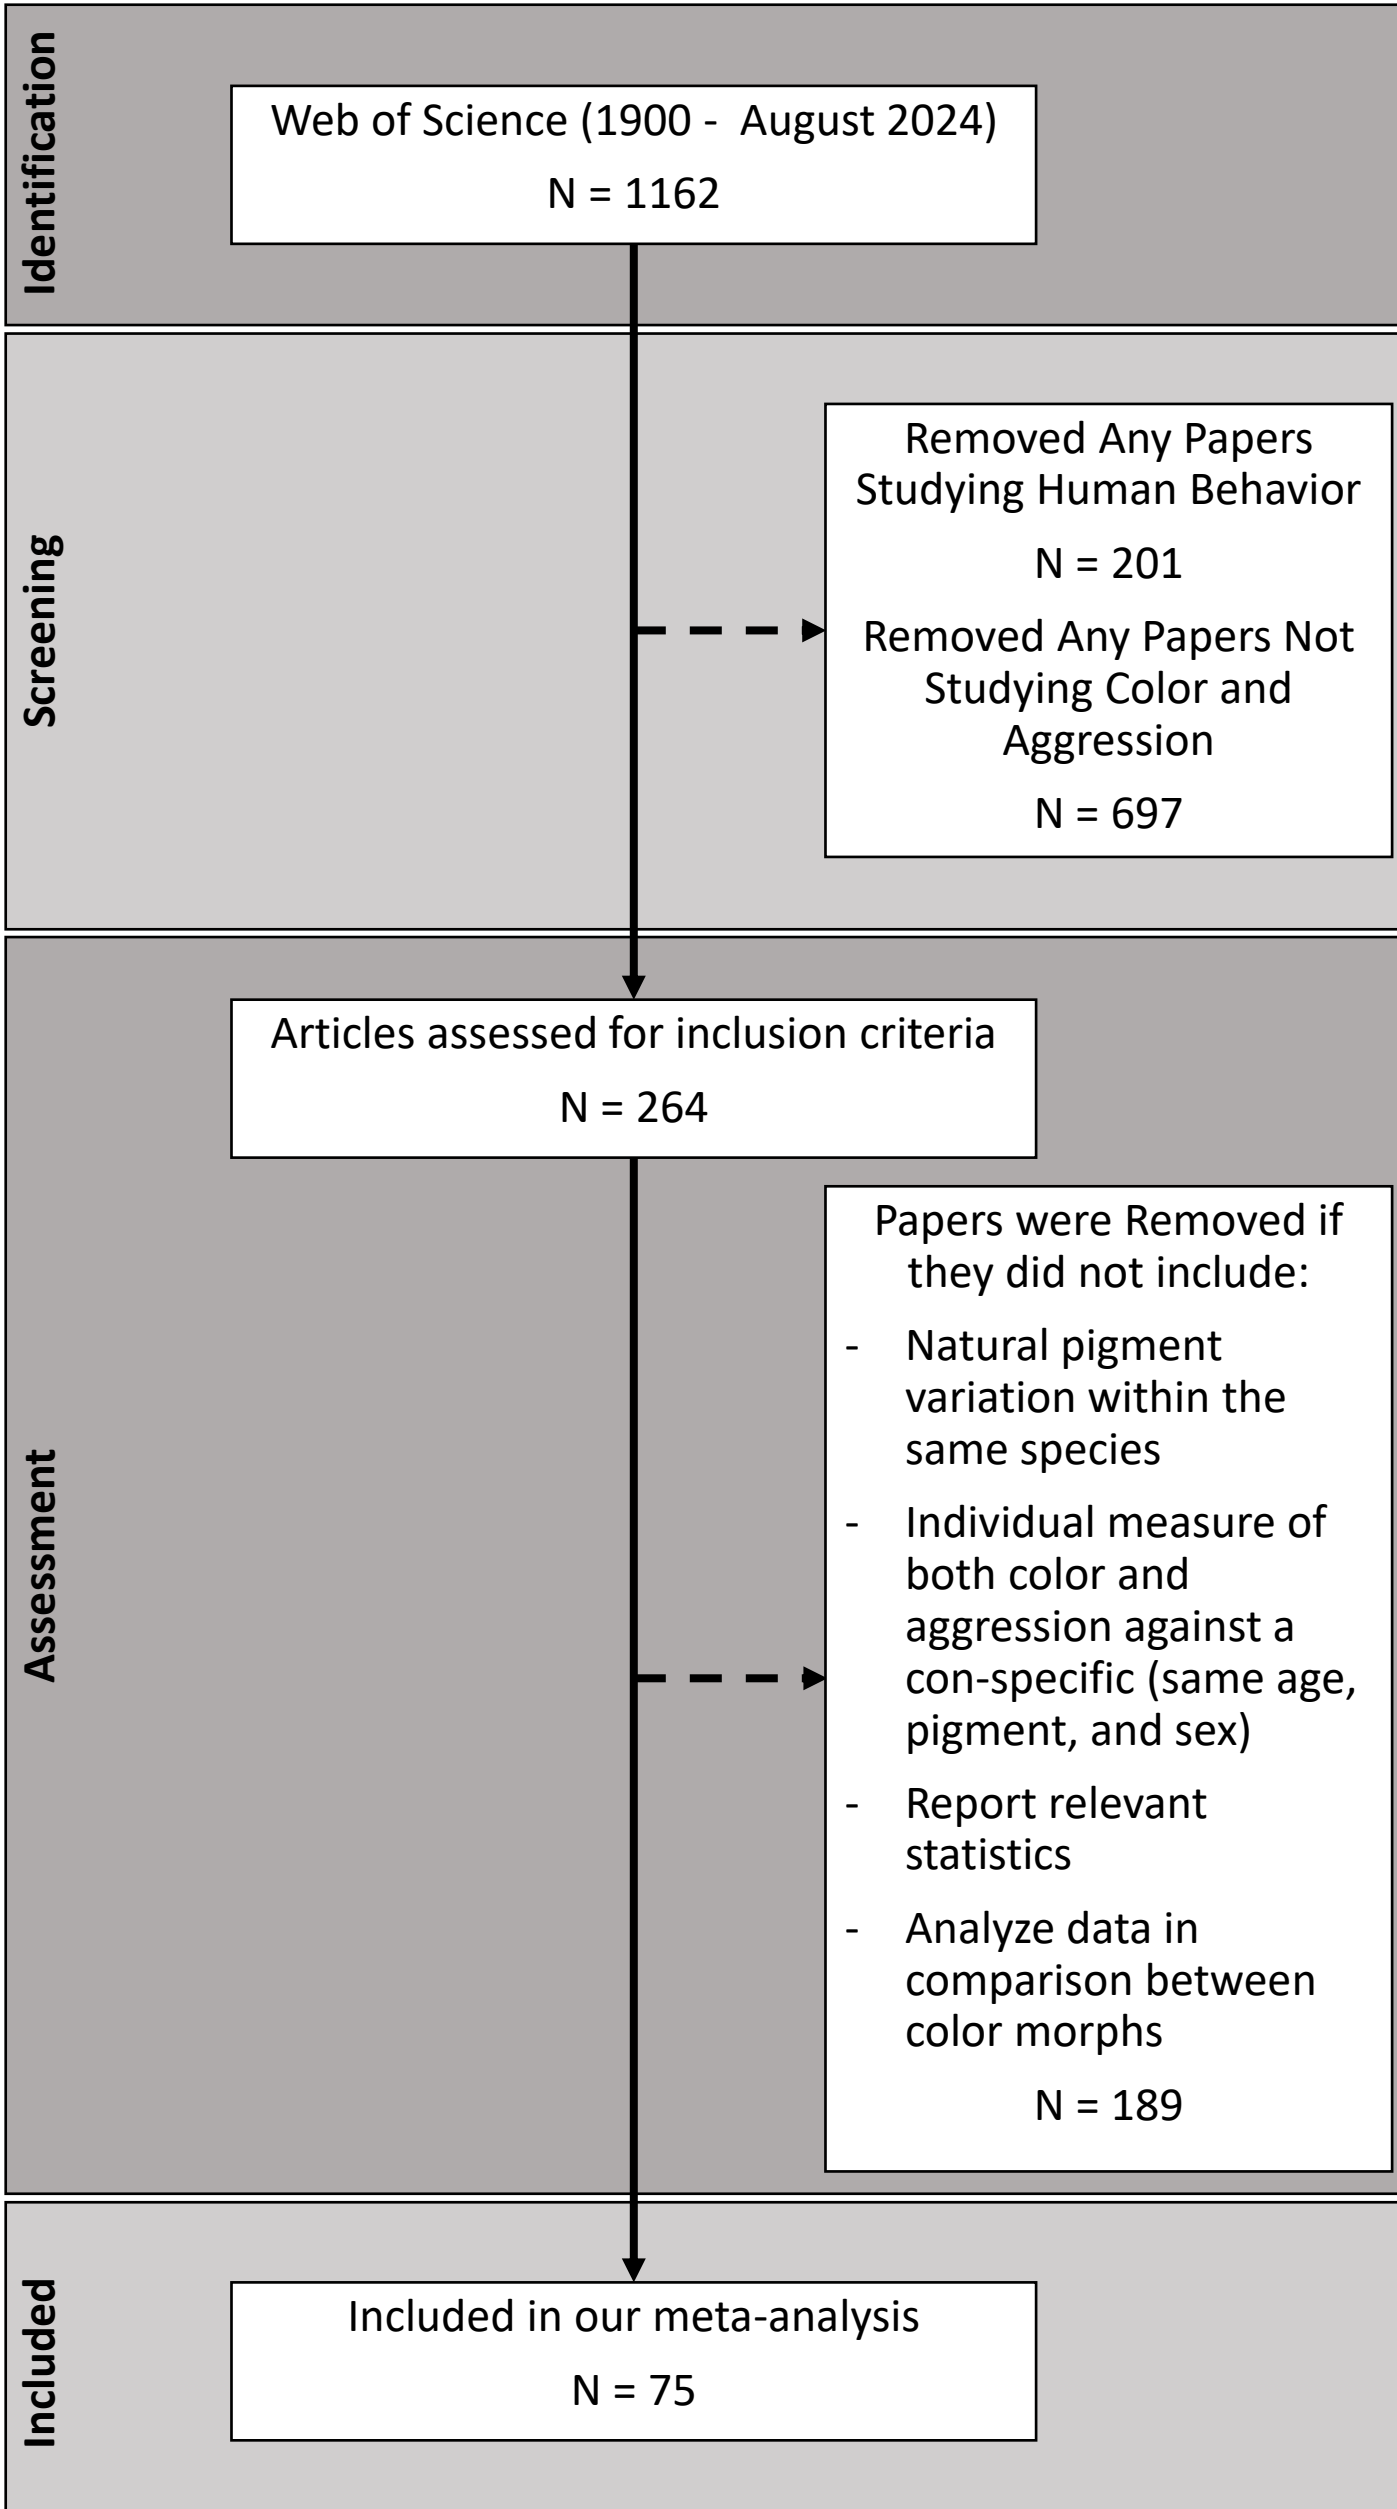 Identification
Web of Science (1900 -  August 2024)
N = 1162
Screening
Removed Any Papers
Studying Human Behavior
N = 201
Removed Any Papers Not
Studying Color and
Aggression
N = 697
Assessment
Articles assessed for inclusion criteria
N = 264
Papers were Removed if
they did not include:
- Natural pigment
variation within the
same species
- Individual measure of
both color and
aggression against a
con-specific (same age,
pigment, and sex)
- Report relevant
statistics
- Analyze data in
comparison between
color morphs
N = 189
Included
Included in our meta-analysis
N = 75